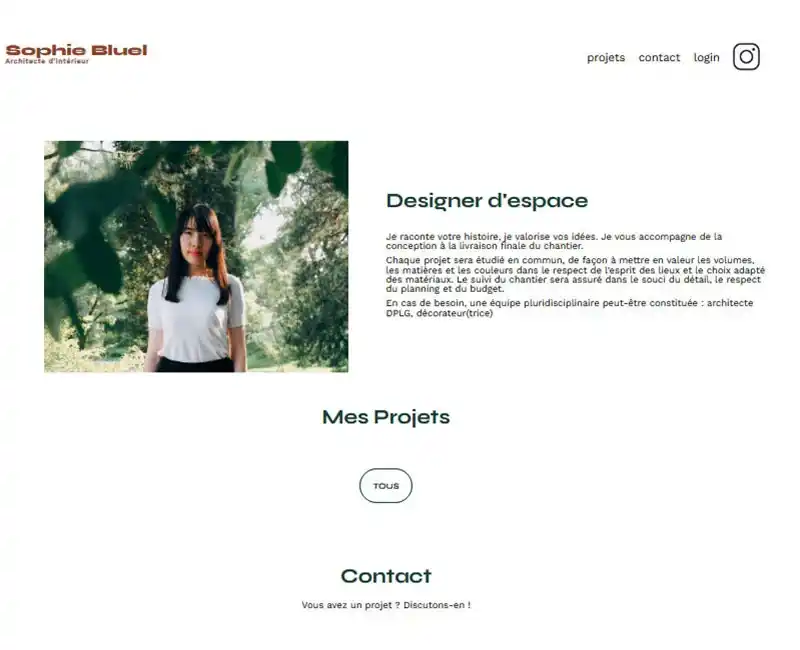 Sophie Bluel
Architecte d'intérieur
projets contact login
Designer d'espace
Je raconte votre histoire, je valorise vos idées. Je vous accompagne de la
conception à la livraison finale du chantier.
Chaque projet sera étudié en commun, de façon à mettre en valeur les volumes,
les matières et les couleurs dans le respect de l'esprit des lieux et le choix adapté
des matériaux. Le suivi du chantier sera assuré dans le souci du détail, le respect
du planning et du budget.
En cas de besoin, une équipe pluridisciplinaire peut-être constituée : architecte
DPLG, décorateur(trice)
Mes Projets
TOUS
Contact
Vous avez un projet ? Discutons-en !